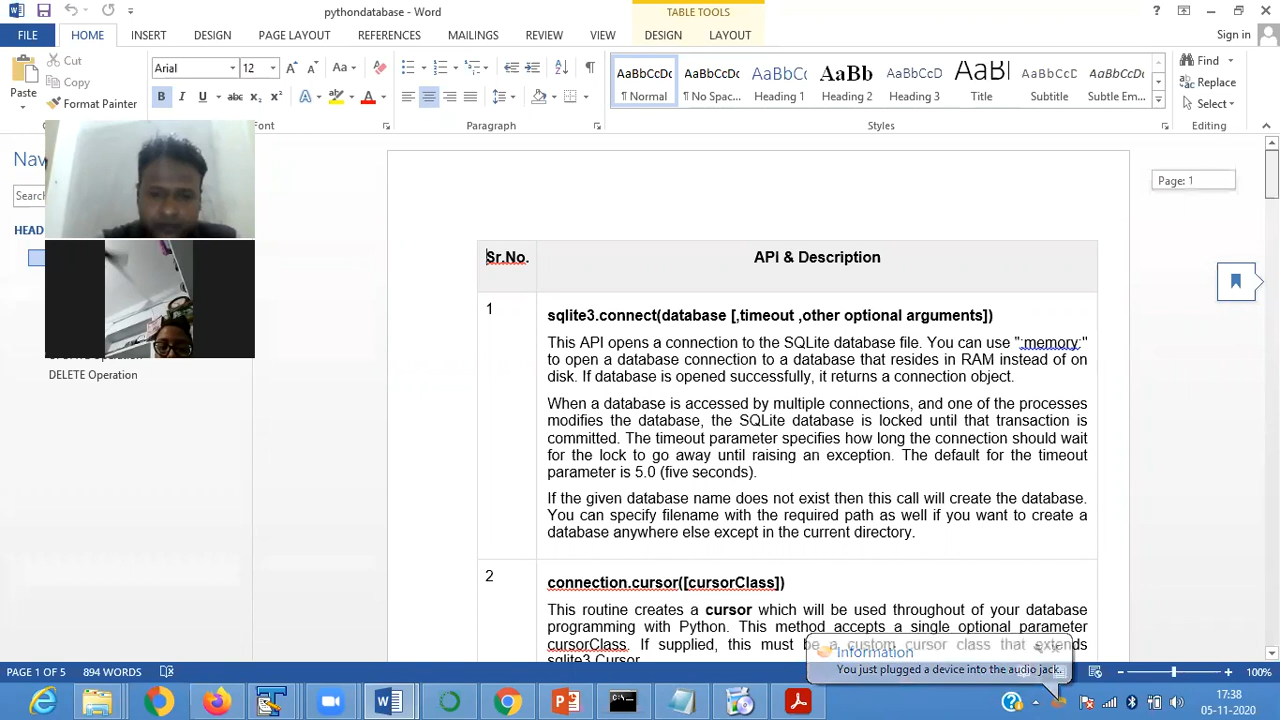 pythondatabase - Word
TABLE TOOLS
?
FILE HOME INSERT DESIGN PAGE LAYOUT REFERENCES MAILINGS REVIEW VIEW DESIGN LAYOUT Sign in
Paste
Cut
Copy
Format Painter
Arial 12
Font
Paragraph
AaBbCcDc AaBbCcDc AaBbCc AaBb AaBbCcD AaB AaBbCcD AaBbCcDc
¶ Normal ¶ No Spac... Heading 1 Heading 2 Heading 3 Title Subtitle Subtle Em...
Styles
Find
Replace
Select
Editing
Nav
Search
HEAD
DELETE Operation
Page: 1
Sr.No. API & Description
1
sqlite3.connect(database [,timeout ,other optional arguments])
This API opens a connection to the SQLite database file. You can use ":memory:"
to open a database connection to a database that resides in RAM instead of on
disk. If database is opened successfully, it returns a connection object.
When a database is accessed by multiple connections, and one of the processes
modifies the database, the SQLite database is locked until that transaction is
committed. The timeout parameter specifies how long the connection should wait
for the lock to go away until raising an exception. The default for the timeout
parameter is 5.0 (five seconds).
If the given database name does not exist then this call will create the database.
You can specify filename with the required path as well if you want to create a
database anywhere else except in the current directory.
2
connection.cursor([cursorClass])
This routine creates a cursor which will be used throughout of your database
programming with Python. This method accepts a single optional parameter
cursorClass. If supplied, this must be a custom cursor class that extends
sqlite3.Cursor.
Information
You just plugged a device into the audio jack.
PAGE 1 OF 5 894 WORDS
100%
17:38
05-11-2020